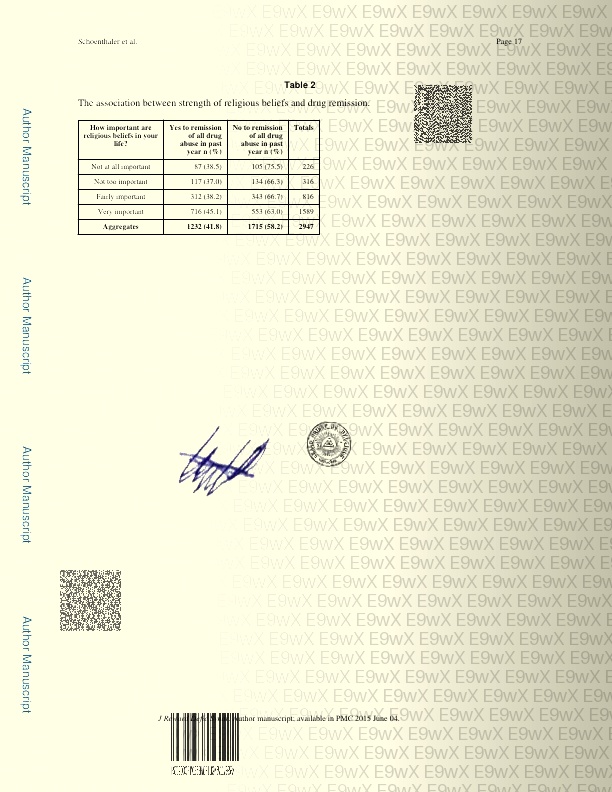 Schoenthaler et al.
Page 17
Table 2
The association between strength of religious beliefs and drug remission.
How important are religious beliefs in your life? Yes to remission of all drug abuse in past year n (%) No to remission of all drug abuse in past year n (%) Totals
Not at all important 87 (38.5) 105 (75.5) 226
Not too important 117 (37.0) 134 (66.3) 316
Fairly important 312 (38.2) 343 (66.7) 816
Very important 716 (45.1) 553 (63.0) 1589
Aggregates 1232 (41.8) 1715 (58.2) 2947
Author Manuscript
Author Manuscript
Author Manuscript
Author Manuscript
author manuscript, available in PMC 2015 June 04.
E9wX E9wX E9wX E9wX E9wX